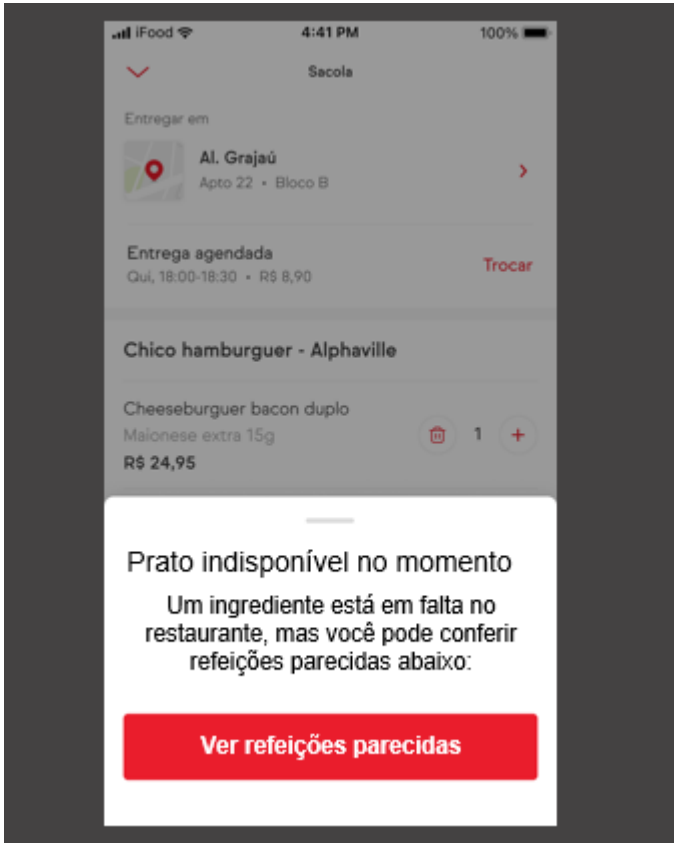 iFood 4:41 PM 100%
Sacola
Entregar em
Al. Grajaú
Apto 22 • Bloco B
Entrega agendada
Qui, 18:00-18:30 • R$ 8,90
Trocar
Chico hamburguer - Alphaville
Cheeseburguer bacon duplo
Maionese extra 15g
R$ 24,95
1
Prato indisponível no momento
Um ingrediente está em falta no
restaurante, mas você pode conferir
refeições parecidas abaixo:
Ver refeições parecidas